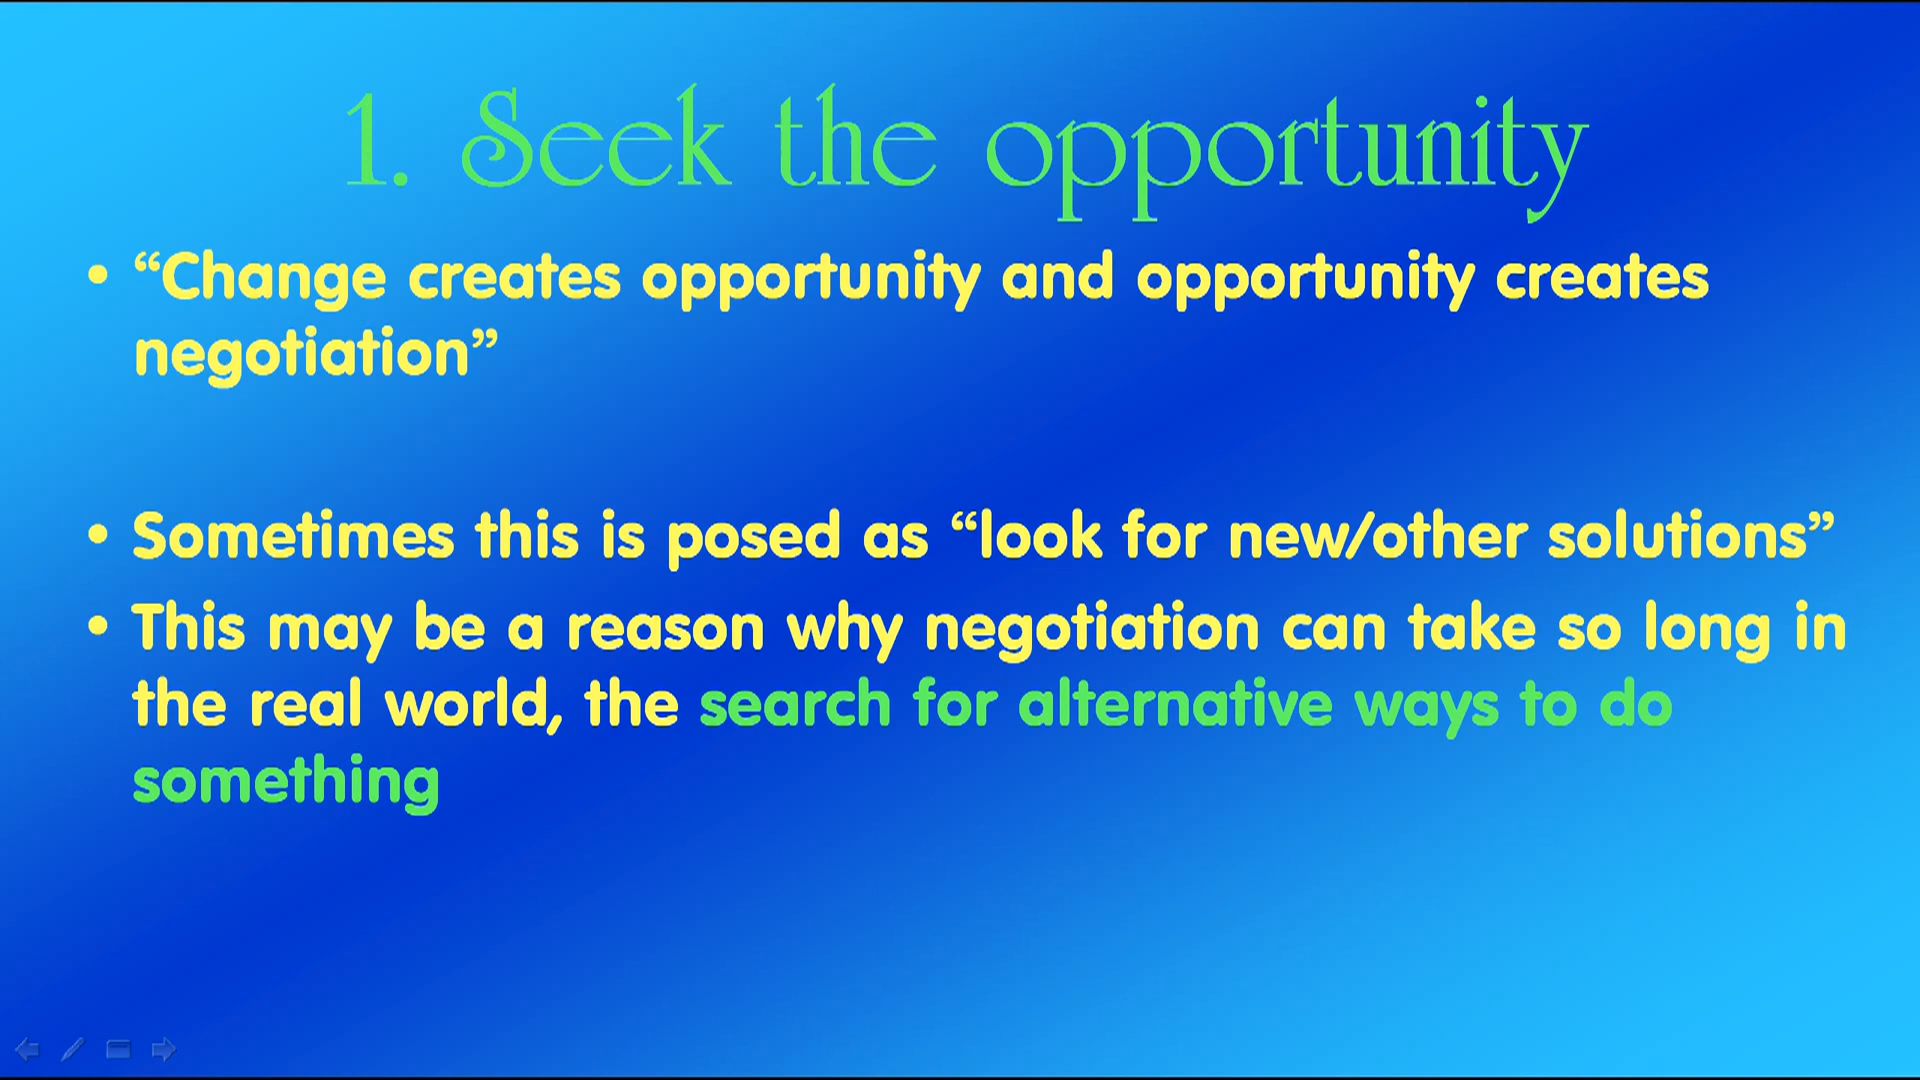 1. Seek the opportunity
• “Change creates opportunity and opportunity creates
negotiation”
• Sometimes this is posed as “look for new/other solutions”
• This may be a reason why negotiation can take so long in
the real world, the search for alternative ways to do
something